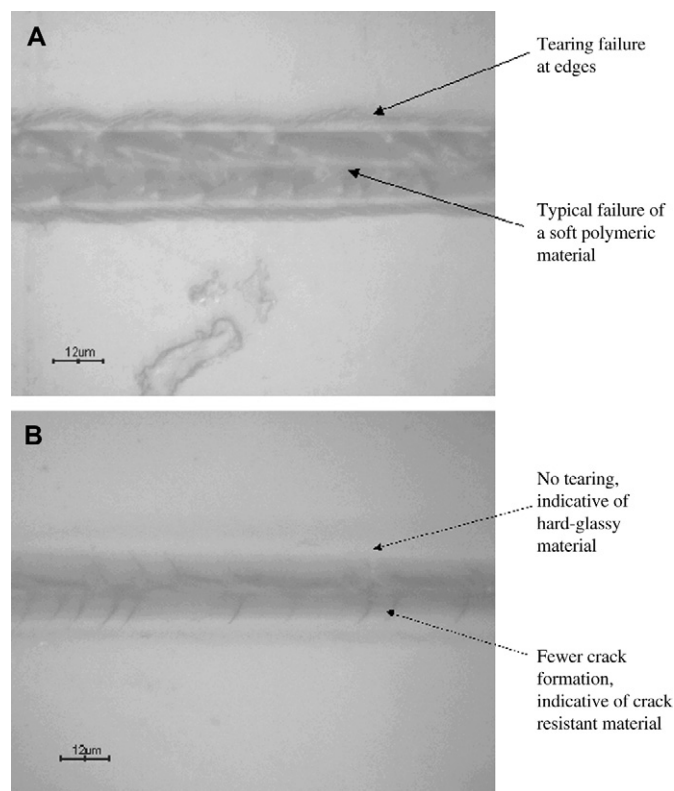 A
Tearing failure
at edges
Typical failure of
a soft polymeric
material
12um
B
No tearing,
indicative of
hard-glassy
material
Fewer crack
formation,
indicative of crack
resistant material
12um